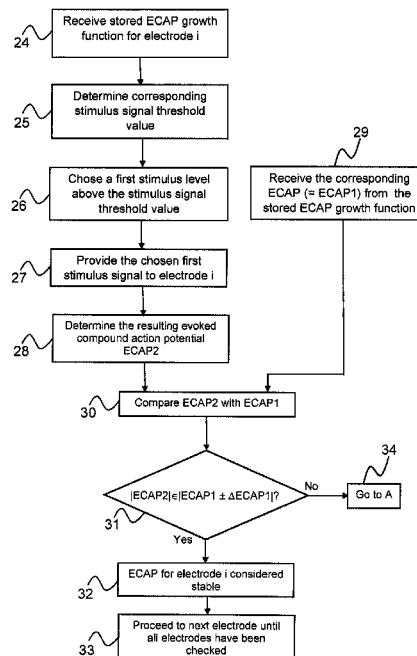 24
Receive stored ECAP growth
function for electrode i
25
Determine corresponding
stimulus signal threshold
value
26
Chose a first stimulus level
above the stimulus signal
threshold value
27
Provide the chosen first
stimulus signal to electrode i
28
Determine the resulting evoked
compound action potential
ECAP2
29
Receive the corresponding
ECAP (= ECAP1) from the
stored ECAP growth function
30
Compare ECAP2 with ECAP1
31
|ECAP2|ϵ|ECAP1 ± ΔECAP1|?
No
34
Go to A
Yes
32
ECAP for electrode i considered
stable
33
Proceed to next electrode until
all electrodes have been
checked